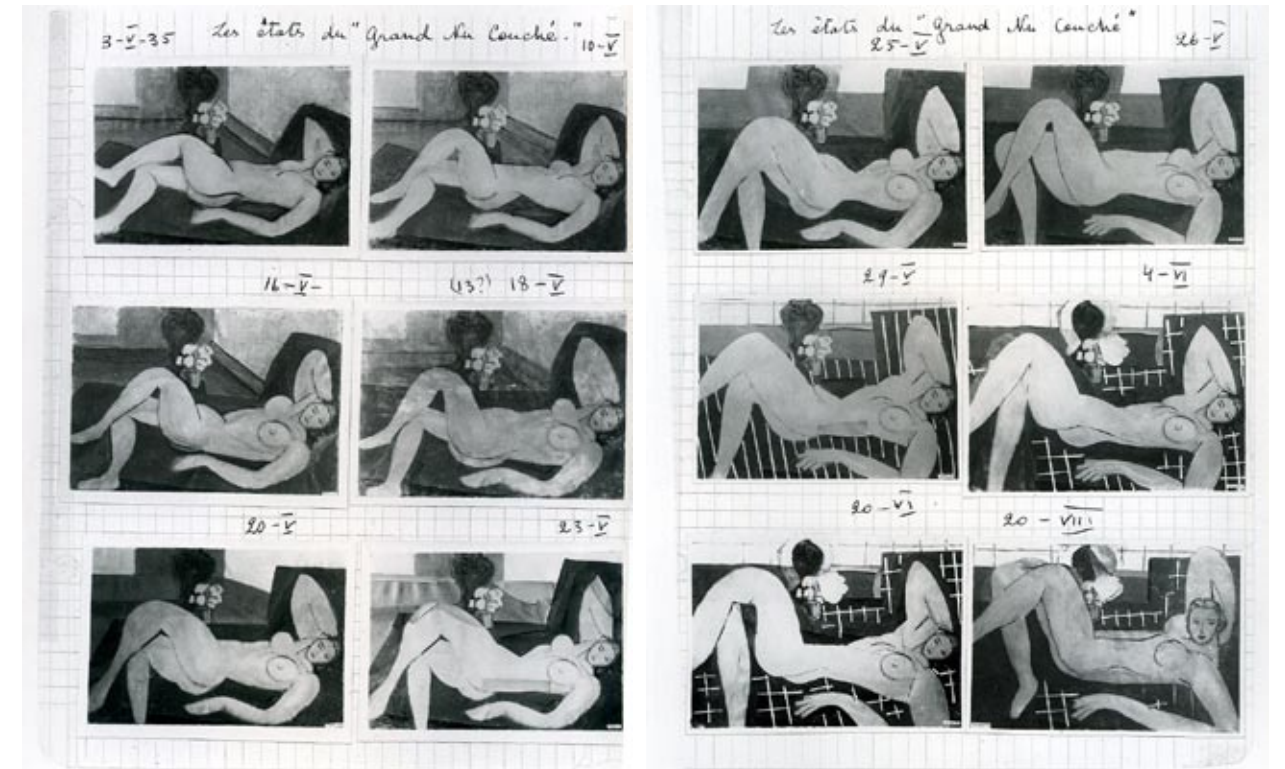 3-V-35 Les états du "Grand Nu Couché." 10-V
16-V-
(13?) 18-V
20-V
23-V
Les états du "Grand Nu Couché"
25-V
26-V
29-V
4-VI
20-VI
20-VIII